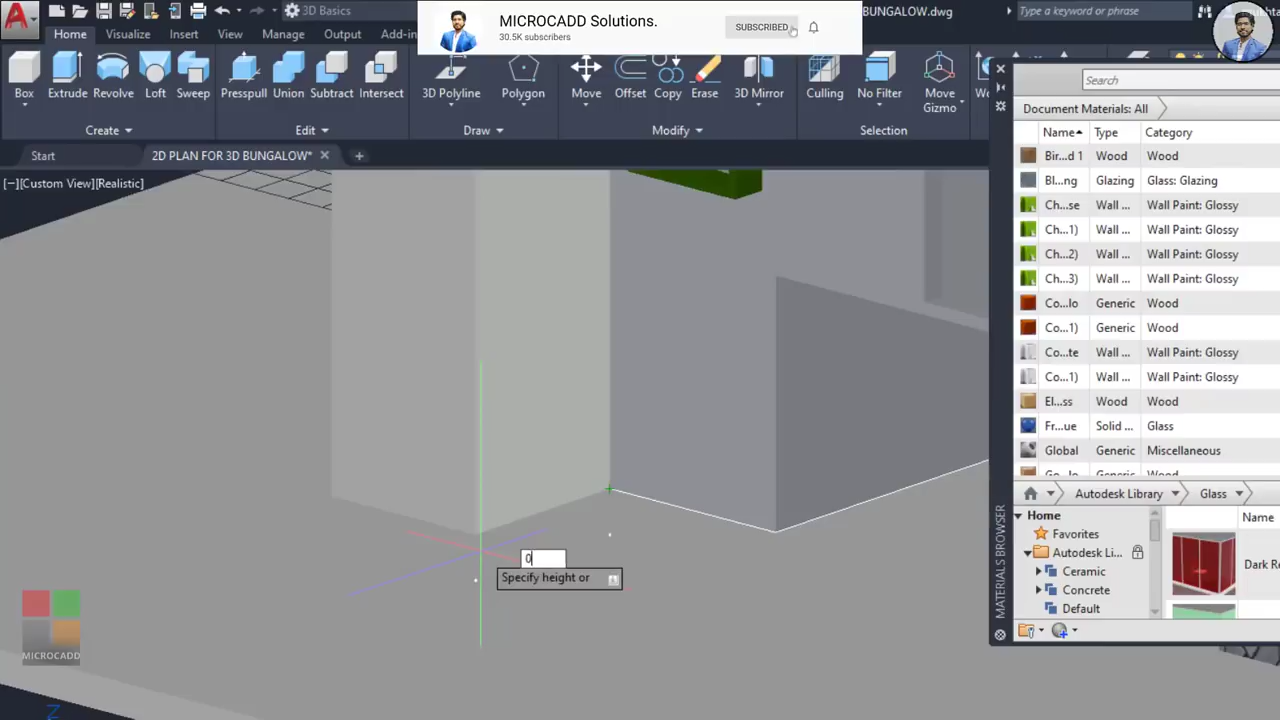 3D Basics
MICROCADD Solutions.
30.5K subscribers
SUBSCRIBED
BUNGALOW.dwg
Type a keyword or phrase
Home
Visualize
Insert
View
Manage
Output
Add-in
Box
Extrude
Revolve
Loft
Sweep
Presspull
Union
Subtract
Intersect
3D Polyline
Polygon
Move
Offset
Copy
Erase
3D Mirror
Culling
No Filter
Move
Gizmo
Create
Edit
Draw
Modify
Selection
Start
2D PLAN FOR 3D BUNGALOW*
[−][Custom View][Realistic]
Search
Document Materials: All
Name Type Category
Bir...d 1 Wood Wood
Bl...ng Glazing Glass: Glazing
Ch...se Wall ... Wall Paint: Glossy
Ch...1) Wall ... Wall Paint: Glossy
Ch...2) Wall ... Wall Paint: Glossy
Ch...3) Wall ... Wall Paint: Glossy
Co...lo Generic Wood
Co...1) Generic Wood
Co...te Wall ... Wall Paint: Glossy
Co...1) Wall ... Wall Paint: Glossy
El...ss Wood Wood
Fr...ue Solid ... Glass
Global Generic Miscellaneous
Go...lo Generic Wood
Autodesk Library
Glass
Home
Favorites
Autodesk Li...
Ceramic
Concrete
Default
Name
Dark Re
MATERIALS BROWSER
0
Specify height or
MICROCADD
Z